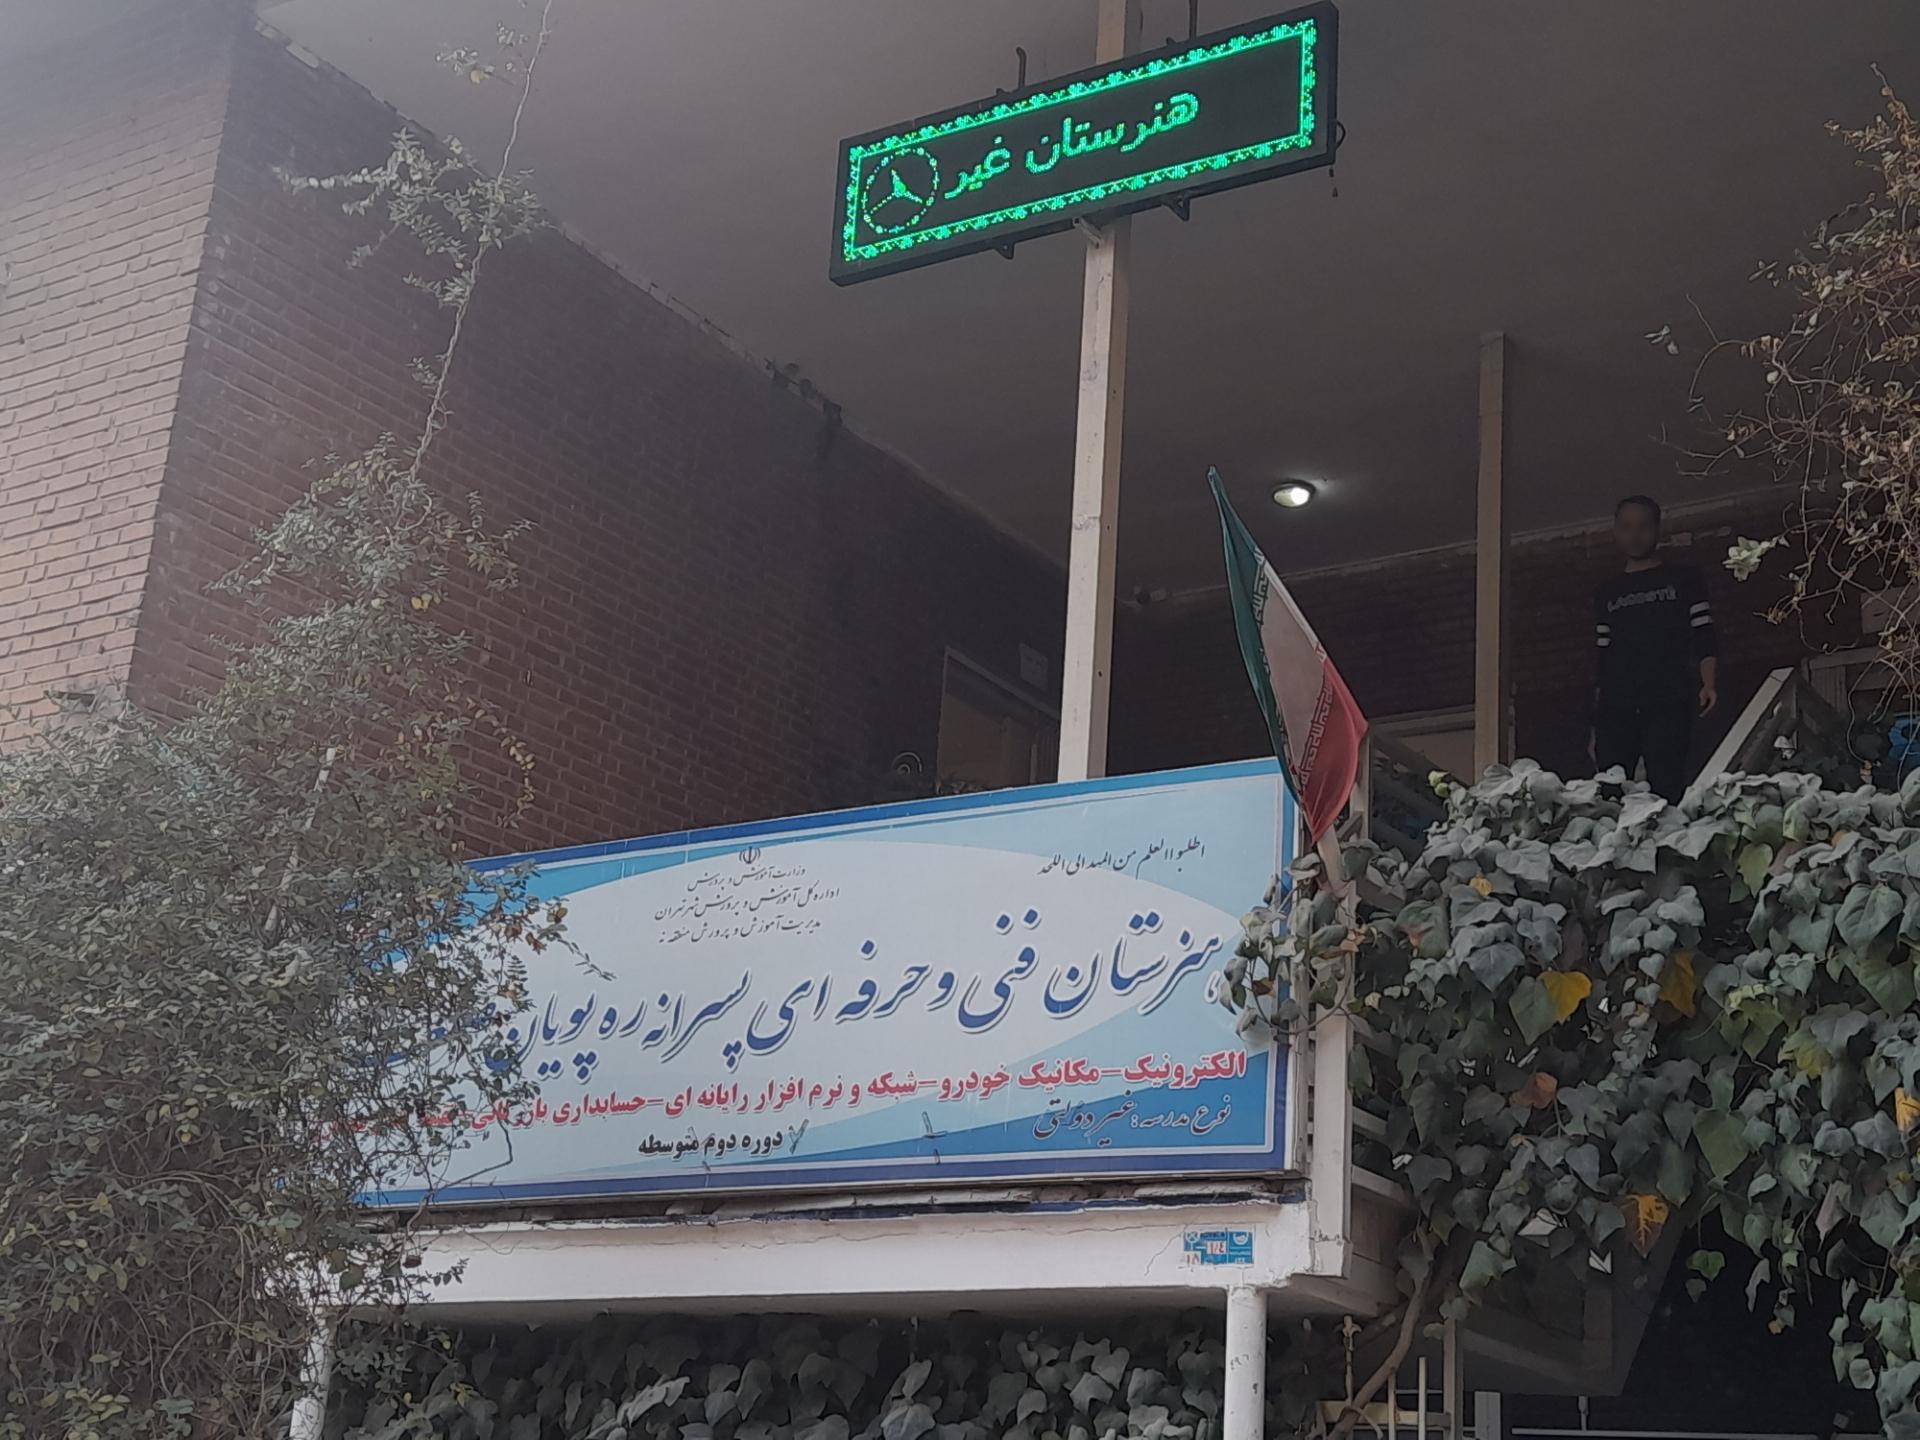 هنرستان غیر
LACOSTE
اطلبوا العلم من المهد الی اللحد
وزارت آموزش و پرورش
اداره کل آموزش و پرورش شهر تهران
مدیریت آموزش و پرورش منطقه نه
هنرستان فنی و حرفه ای پسرانه ره پویان
الکترونیک-مکانیک خودرو-شبکه و نرم افزار رایانه ای-حسابداری
نوع مدرسه: غیر دولتی
دوره دوم متوسطه